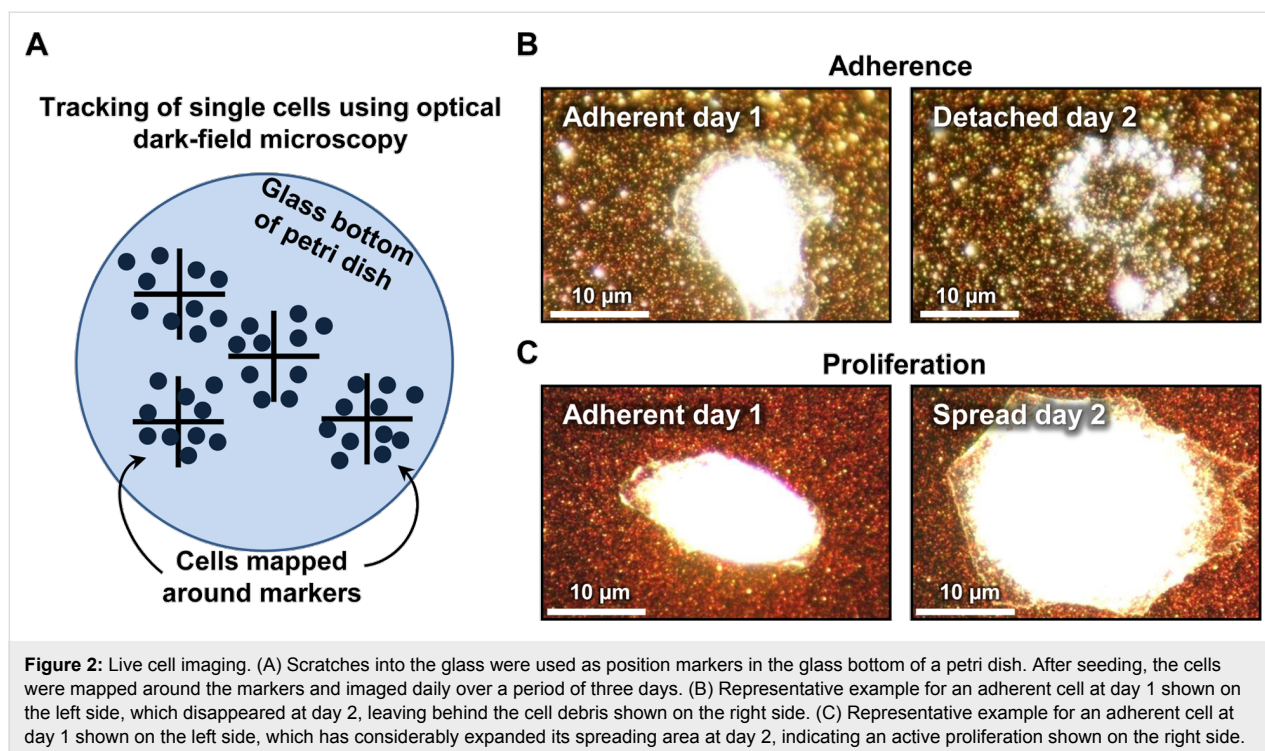 A
Tracking of single cells using optical
dark-field microscopy
Glass bottom
of petri dish
Cells mapped
around markers
B
Adherence
Adherent day 1
10 µm
Detached day 2
10 µm
C
Proliferation
Adherent day 1
10 µm
Spread day 2
10 µm
Figure 2: Live cell imaging. (A) Scratches into the glass were used as position markers in the glass bottom of a petri dish. After seeding, the cells
were mapped around the markers and imaged daily over a period of three days. (B) Representative example for an adherent cell at day 1 shown on
the left side, which disappeared at day 2, leaving behind the cell debris shown on the right side. (C) Representative example for an adherent cell at
day 1 shown on the left side, which has considerably expanded its spreading area at day 2, indicating an active proliferation shown on the right side.